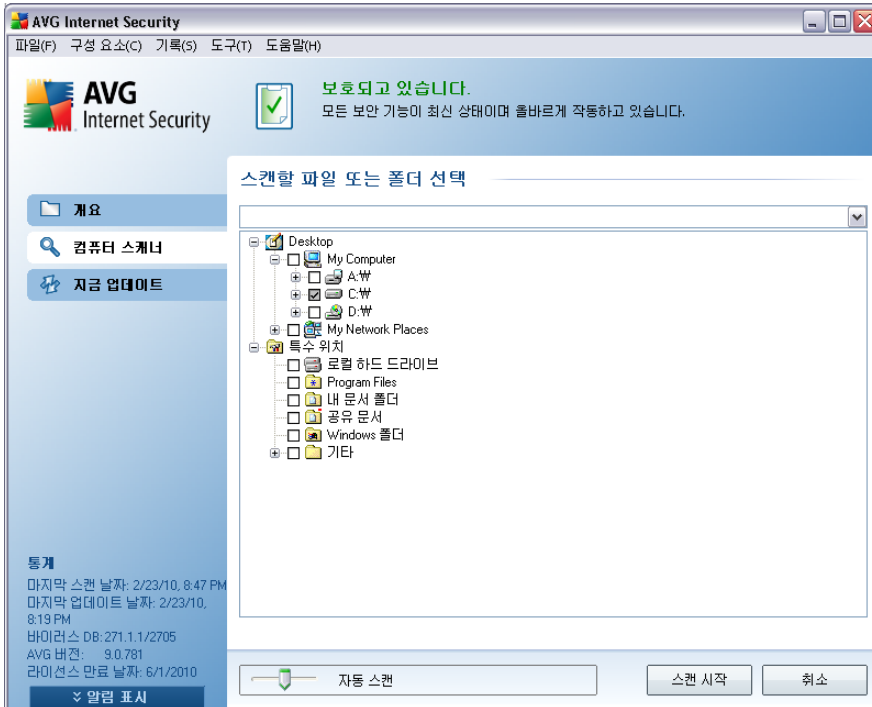 AVG Internet Security
파일(F) 구성 요소(C) 기록(S) 도구(T) 도움말(H)
AVG
Internet Security
보호되고 있습니다.
모든 보안 기능이 최신 상태이며 올바르게 작동하고 있습니다.
개요
컴퓨터 스캐너
지금 업데이트
스캔할 파일 또는 폴더 선택
Desktop
My Computer
A:₩
C:₩
D:₩
My Network Places
특수 위치
로컬 하드 드라이브
Program Files
내 문서 폴더
공유 문서
Windows 폴더
기타
통계
마지막 스캔 날짜: 2/23/10, 8:47 PM
마지막 업데이트 날짜: 2/23/10,
8:19 PM
바이러스 DB: 271.1.1/2705
AVG 버전: 9.0.781
라이선스 만료 날짜: 6/1/2010
알림 표시
자동 스캔
스캔 시작
취소